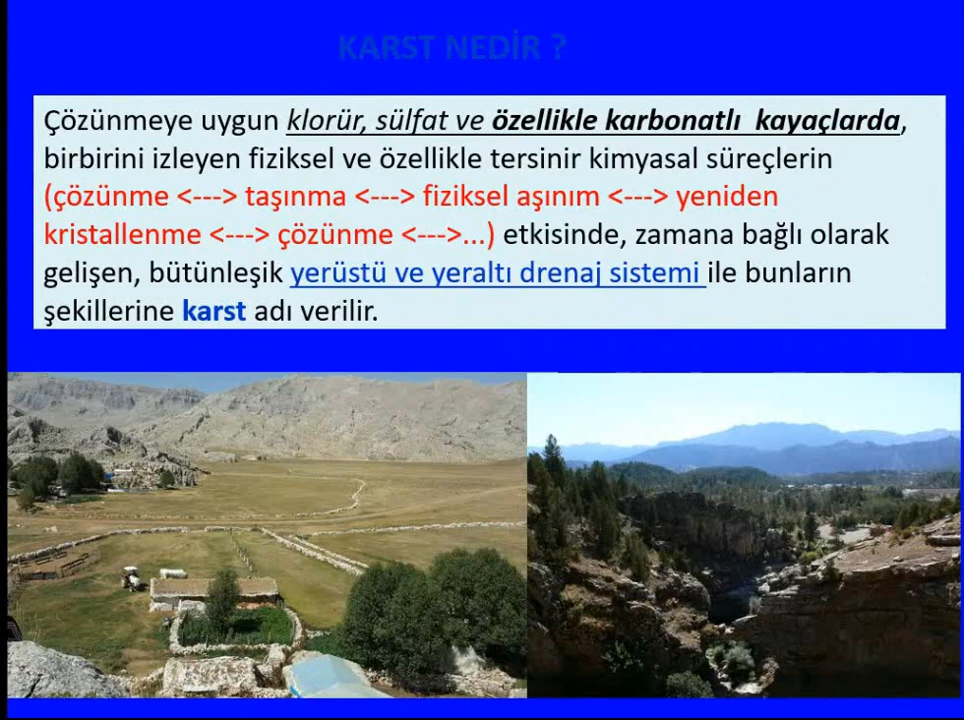 KARST NEDİR ?
Çözünmeye uygun klorür, sülfat ve özellikle karbonatlı kayaçlarda,
birbirini izleyen fiziksel ve özellikle tersinir kimyasal süreçlerin
(çözünme <---> taşınma <---> fiziksel aşınım <---> yeniden
kristallenme <---> çözünme <--->...) etkisinde, zamana bağlı olarak
gelişen, bütünleşik yerüstü ve yeraltı drenaj sistemi ile bunların
şekillerine karst adı verilir.